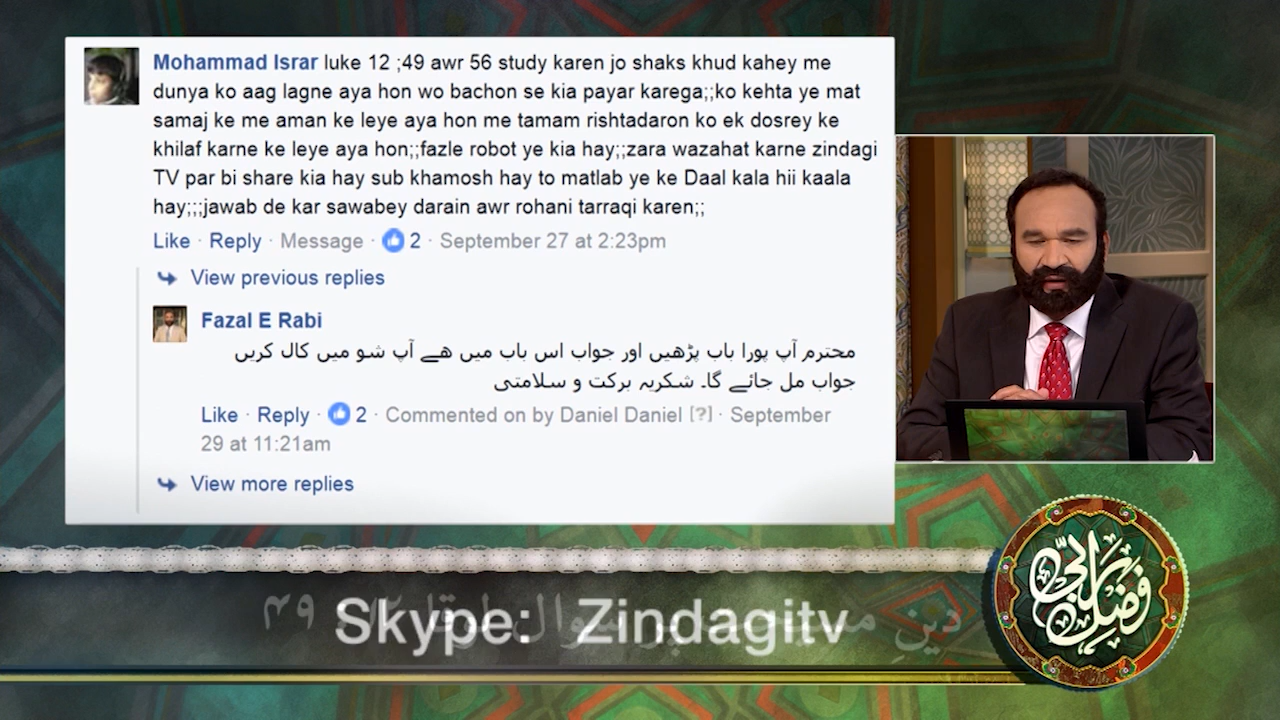 Mohammad Israr luke 12 ;49 awr 56 study karen jo shaks khud kahey me
dunya ko aag lagne aya hon wo bachon se kia payar karega;;ko kehta ye mat
samaj ke me aman ke leye aya hon me tamam rishtadaron ko ek dosrey ke
khilaf karne ke leye aya hon;;fazle robot ye kia hay;;zara wazahat karne zindagi
TV par bi share kia hay sub khamosh hay to matlab ye ke Daal kala hii kaala
hay;;;jawab de kar sawabey darain awr rohani tarraqi karen;;
Like · Reply · Message · 2 · September 27 at 2:23pm
View previous replies
Fazal E Rabi
محترم آپ پورا باب پڑھیں اور جواب اس باب میں ھے آپ شو میں کال کریں
جواب مل جائے گا۔ شکریہ برکت و سلامتی
Like · Reply · 2 · Commented on by Daniel Daniel [?] · September
29 at 11:21am
View more replies
فضل ربی
Skype: Zindagitv